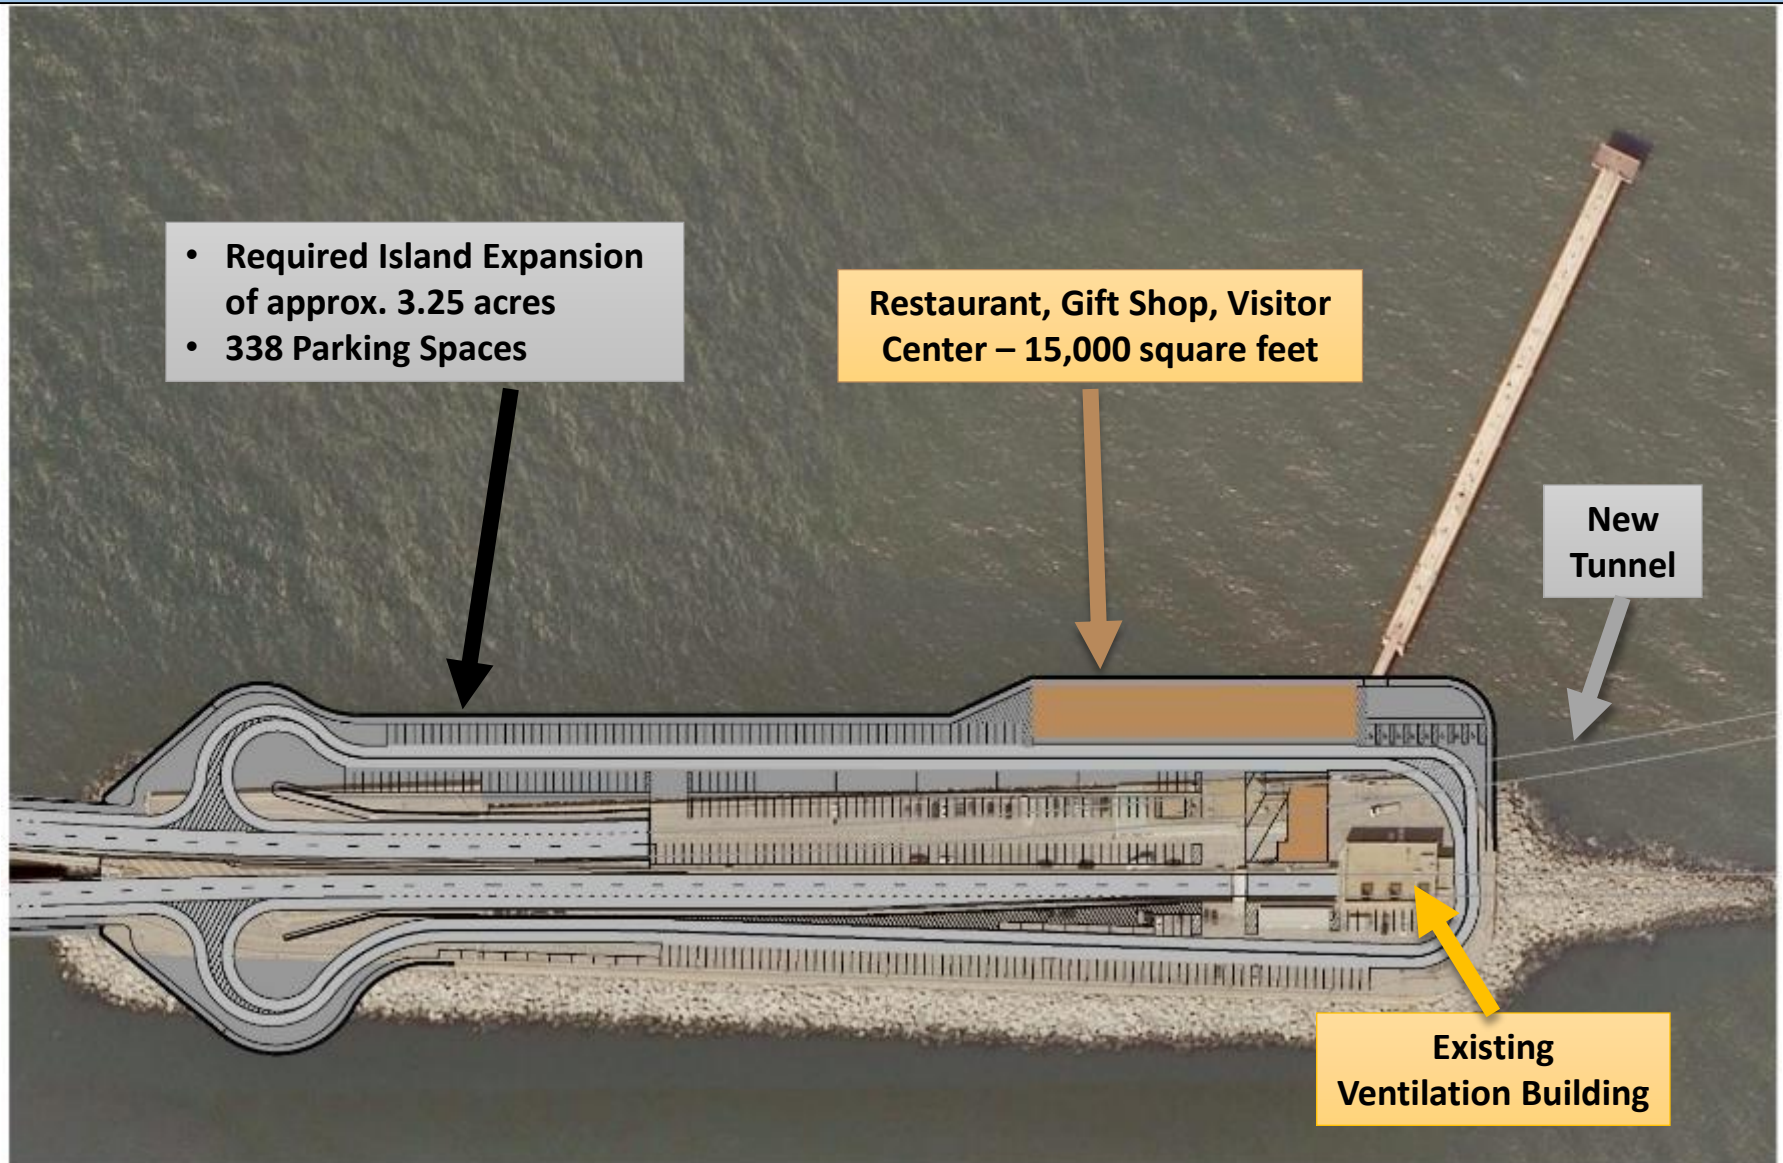 • Required Island Expansion
of approx. 3.25 acres
• 338 Parking Spaces
Restaurant, Gift Shop, Visitor
Center – 15,000 square feet
New
Tunnel
Existing
Ventilation Building